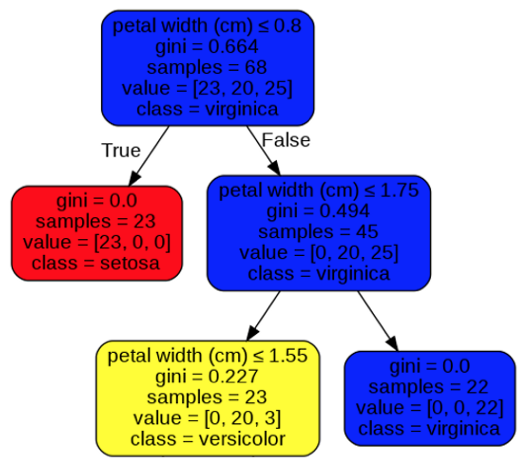 petal width (cm) ≤ 0.8
gini = 0.664
samples = 68
value = [23, 20, 25]
class = virginica
True
False
gini = 0.0
samples = 23
value = [23, 0, 0]
class = setosa
petal width (cm) ≤ 1.75
gini = 0.494
samples = 45
value = [0, 20, 25]
class = virginica
petal width (cm) ≤ 1.55
gini = 0.227
samples = 23
value = [0, 20, 3]
class = versicolor
gini = 0.0
samples = 22
value = [0, 0, 22]
class = virginica